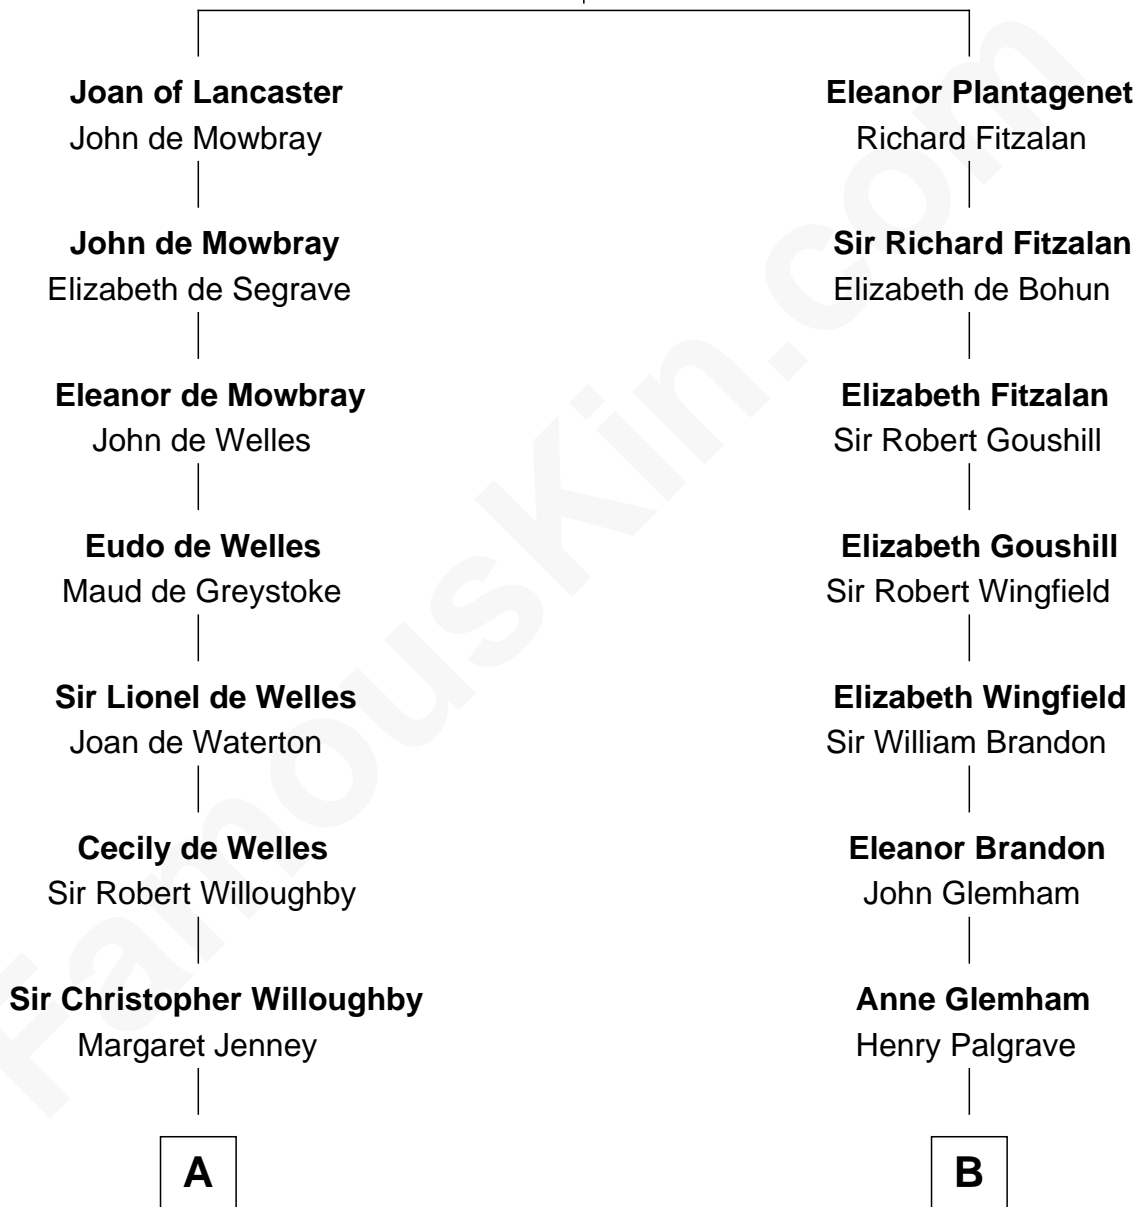 Joan of Lancaster
John de Mowbray
John de Mowbray
Elizabeth de Segrave
Eleanor de Mowbray
John de Welles
Eudo de Welles
Maud de Greystoke
Sir Lionel de Welles
Joan de Waterton
Cecily de Welles
Sir Robert Willoughby
Sir Christopher Willoughby
Margaret Jenney
A
Eleanor Plantagenet
Richard Fitzalan
Sir Richard Fitzalan
Elizabeth de Bohun
Elizabeth Fitzalan
Sir Robert Goushill
Elizabeth Goushill
Sir Robert Wingfield
Elizabeth Wingfield
Sir William Brandon
Eleanor Brandon
John Glemham
Anne Glemham
Henry Palgrave
B
FamousKin.com